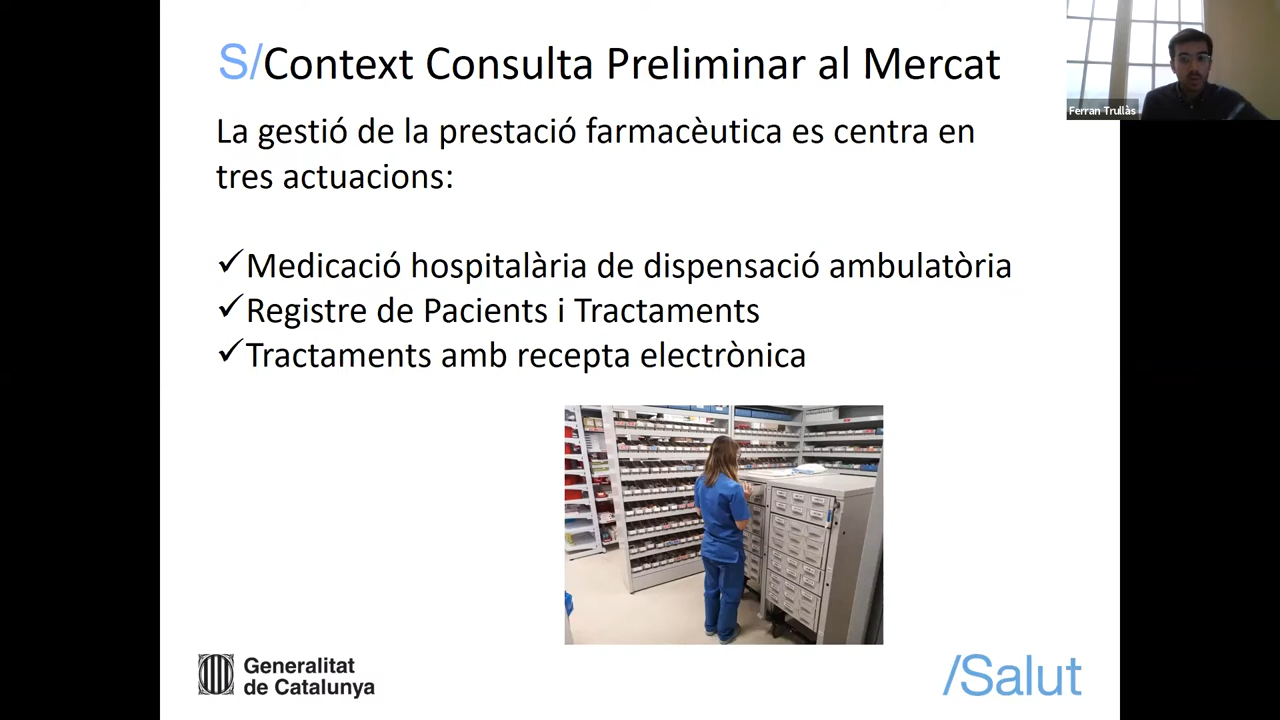 S/Context Consulta Preliminar al Mercat
Ferran Trullàs
La gestió de la prestació farmacèutica es centra en
tres actuacions:
✓Medicació hospitalària de dispensació ambulatòria
✓Registre de Pacients i Tractaments
✓Tractaments amb recepta electrònica
Generalitat
de Catalunya
/Salut